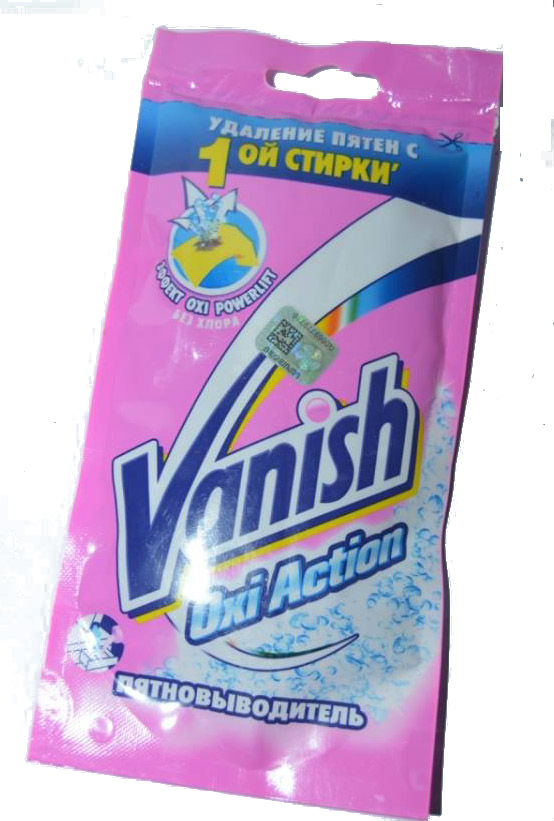 УДАЛЕНИЕ ПЯТЕН С
1 ОЙ СТИРКИ'
ЭФФЕКТ OXI POWERLIFT
БЕЗ ХЛОРА
Vanish
Oxi Action
ПЯТНОВЫВОДИТЕЛЬ